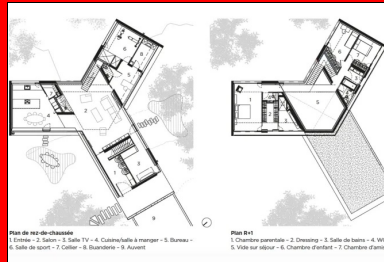 Plan de rez-de-chaussée
1. Entrée – 2. Salon – 3. Salle TV – 4. Cuisine/salle à manger – 5. Bureau –
6. Salle de sport – 7. Cellier – 8. Buanderie – 9. Auvent
Plan R+1
1. Chambre parentale – 2. Dressing – 3. Salle de bains – 4.
5. Vide sur séjour – 6. Chambre d'enfant – 7. Chambre d'amis